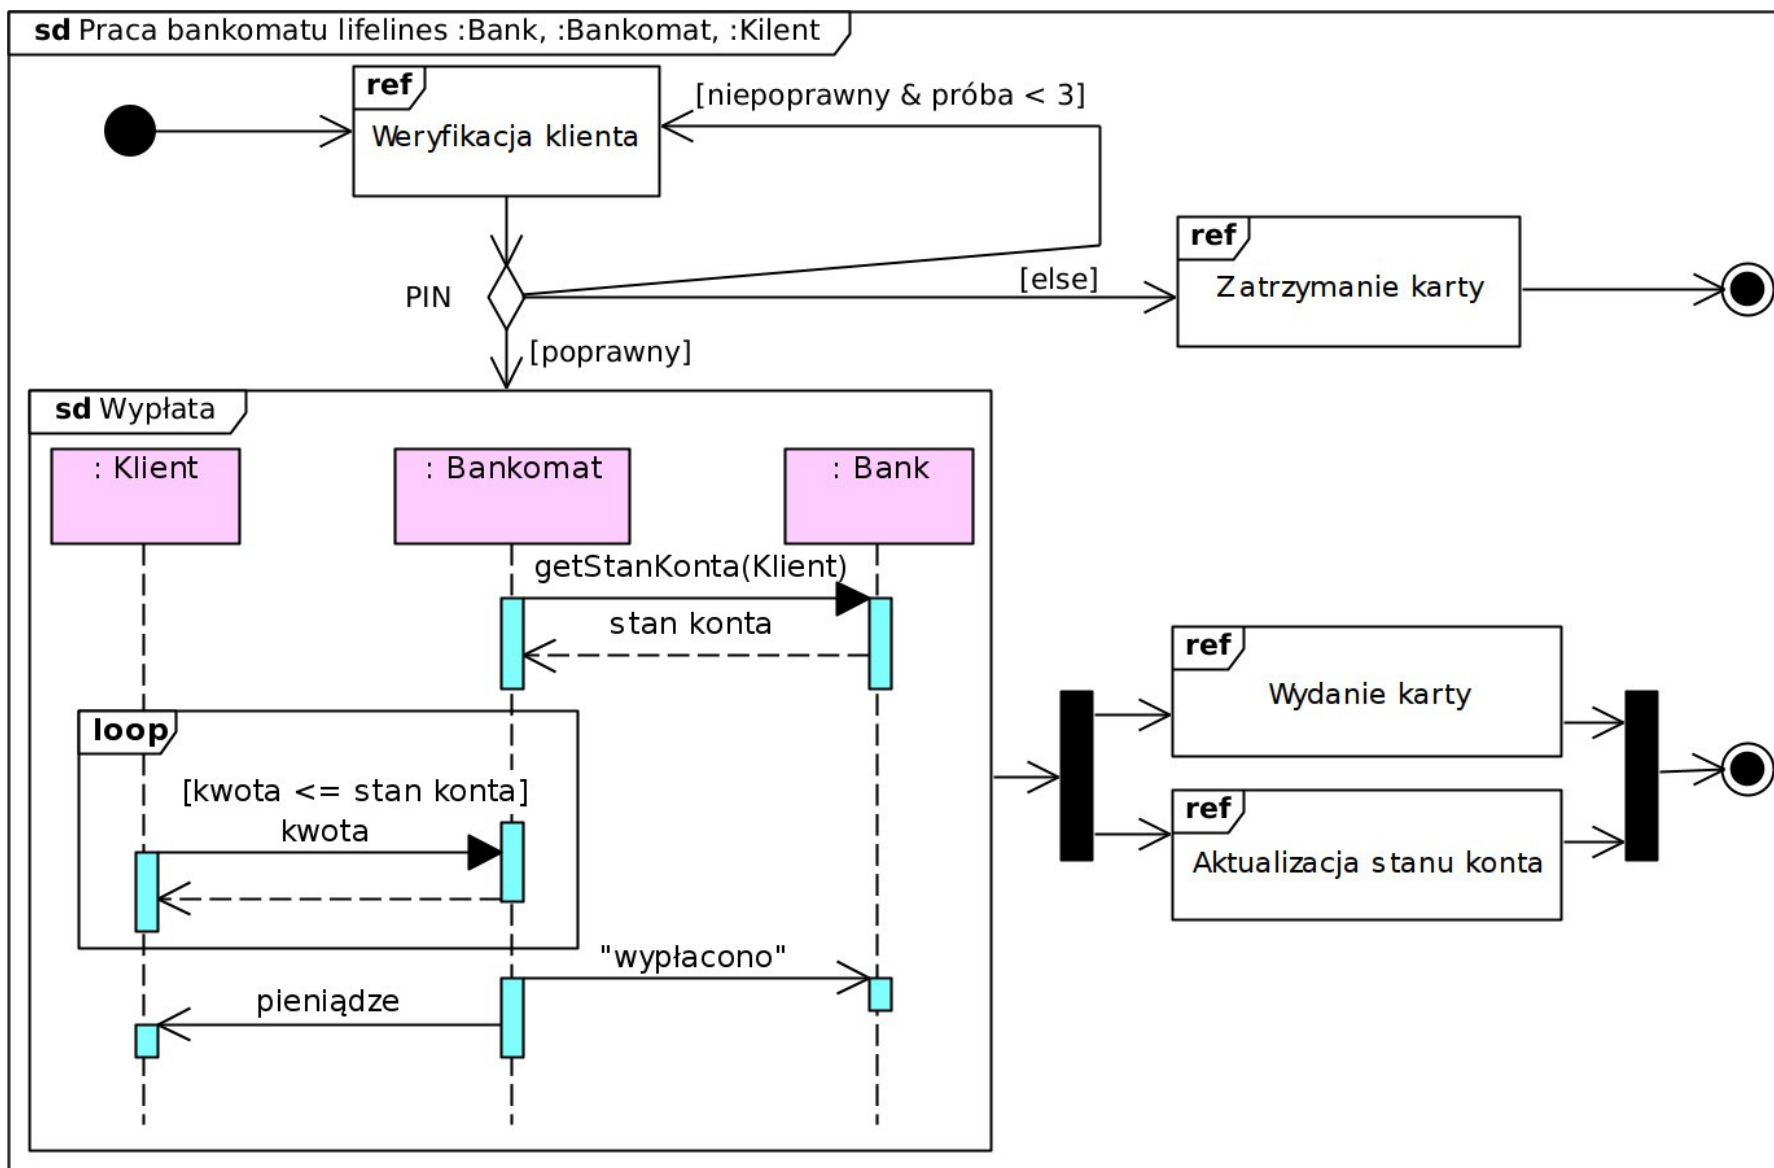 sd Praca bankomatu lifelines :Bank, :Bankomat, :Kilent
ref
Weryfikacja klienta
[niepoprawny & próba < 3]
PIN
[else]
ref
Zatrzymanie karty
[poprawny]
sd Wypłata
: Klient
: Bankomat
: Bank
getStanKonta(Klient)
stan konta
loop
[kwota <= stan konta]
kwota
"wypłacono"
pieniądze
ref
Wydanie karty
ref
Aktualizacja stanu konta